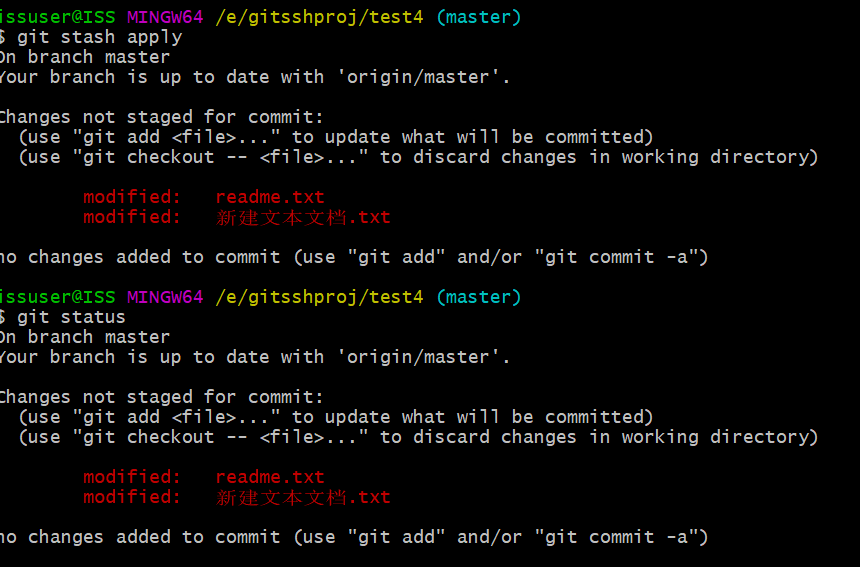 issuser@ISS MINGW64 /e/gitsshproj/test4 (master)
$ git stash apply
On branch master
Your branch is up to date with 'origin/master'.
Changes not staged for commit:
(use "git add <file>..." to update what will be committed)
(use "git checkout -- <file>..." to discard changes in working directory)
modified: readme.txt
modified: 新建文本文档.txt
no changes added to commit (use "git add" and/or "git commit -a")
issuser@ISS MINGW64 /e/gitsshproj/test4 (master)
$ git status
On branch master
Your branch is up to date with 'origin/master'.
Changes not staged for commit:
(use "git add <file>..." to update what will be committed)
(use "git checkout -- <file>..." to discard changes in working directory)
modified: readme.txt
modified: 新建文本文档.txt
no changes added to commit (use "git add" and/or "git commit -a")